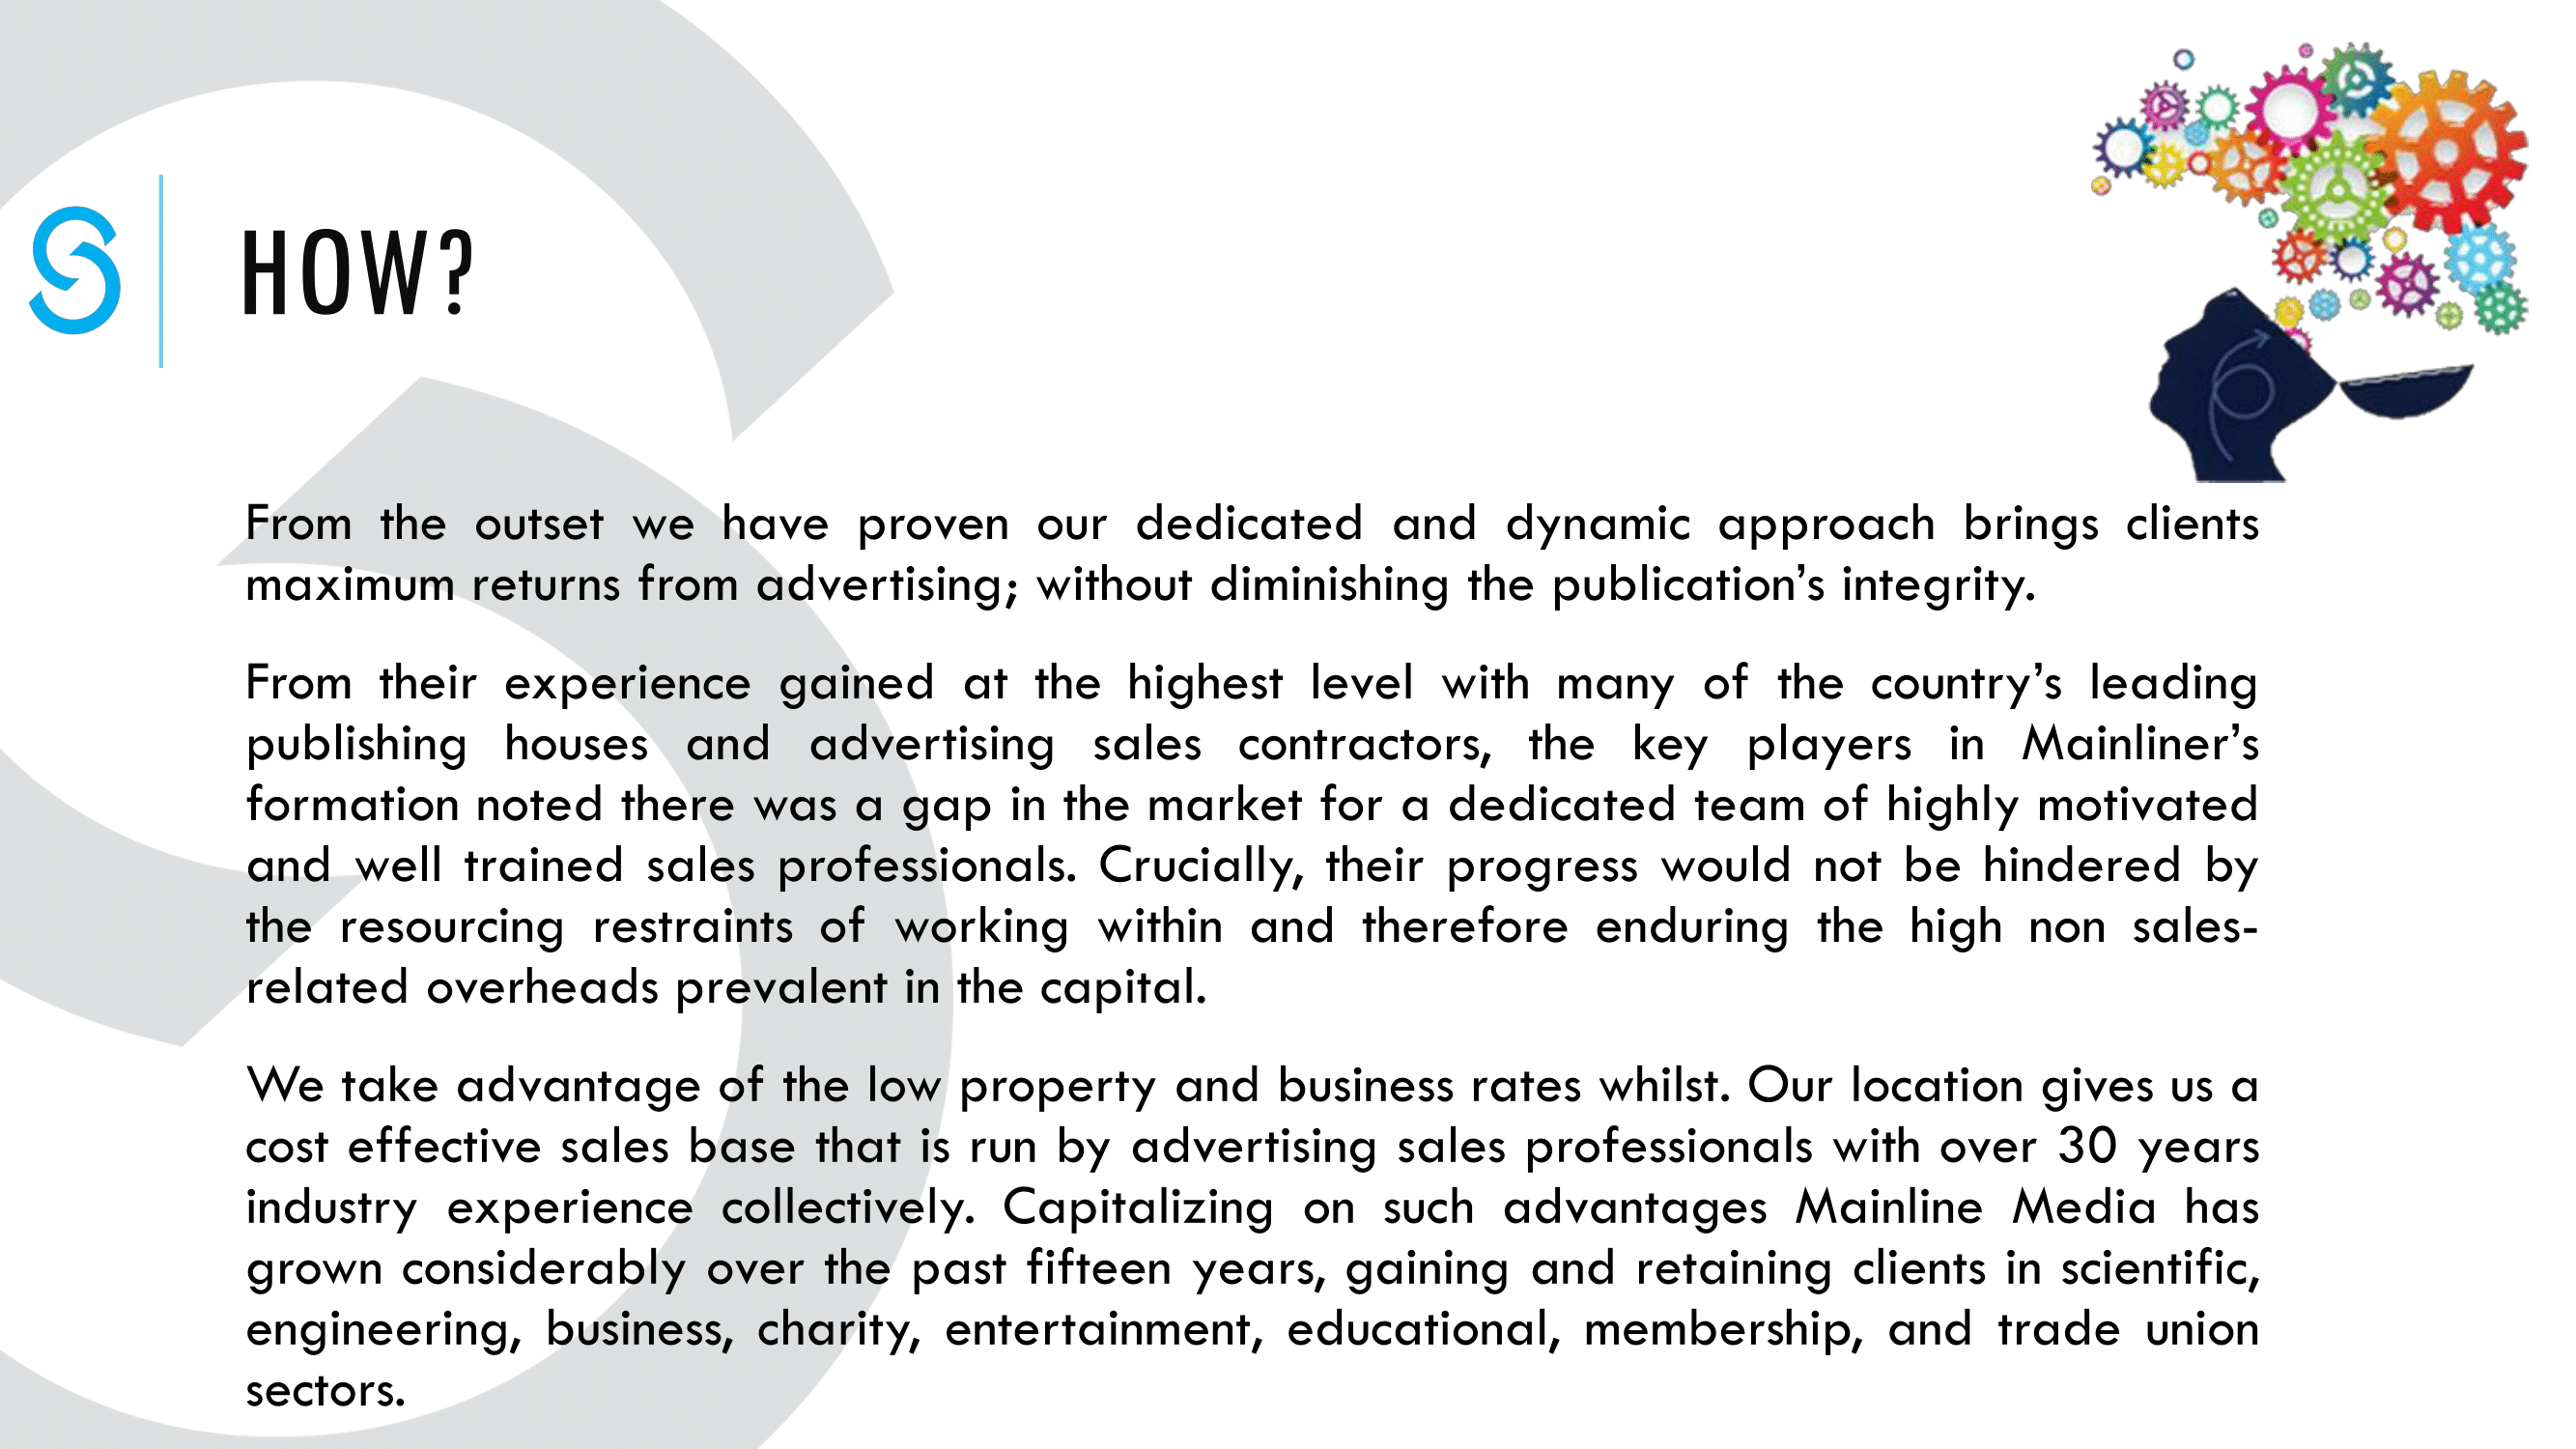 HOW?
From the outset we have proven our dedicated and dynamic approach brings clients
maximum returns from advertising; without diminishing the publication’s integrity.
From their experience gained at the highest level with many of the country’s leading
publishing houses and advertising sales contractors, the key players in Mainliner’s
formation noted there was a gap in the market for a dedicated team of highly motivated
and well trained sales professionals. Crucially, their progress would not be hindered by
the resourcing restraints of working within and therefore enduring the high non sales-
related overheads prevalent in the capital.
We take advantage of the low property and business rates whilst. Our location gives us a
cost effective sales base that is run by advertising sales professionals with over 30 years
industry experience collectively. Capitalizing on such advantages Mainline Media has
grown considerably over the past fifteen years, gaining and retaining clients in scientific,
engineering, business, charity, entertainment, educational, membership, and trade union
sectors.